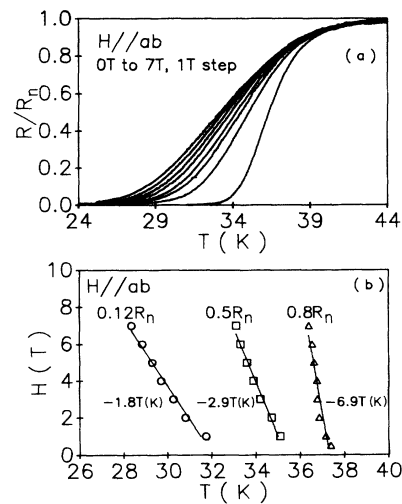 1.0
0.8
0.6
0.4
0.2
0.0
R/Rn
H//ab
0T to 7T, 1T step
(a)
24 29 34 39 44
T(K)
8
6
4
2
0
H(T)
H//ab
(b)
0.12Rn 0.5Rn 0.8Rn
-1.8T(K) -2.9T(K) -6.9T(K)
26 28 30 32 34 36 38 40
T(K)